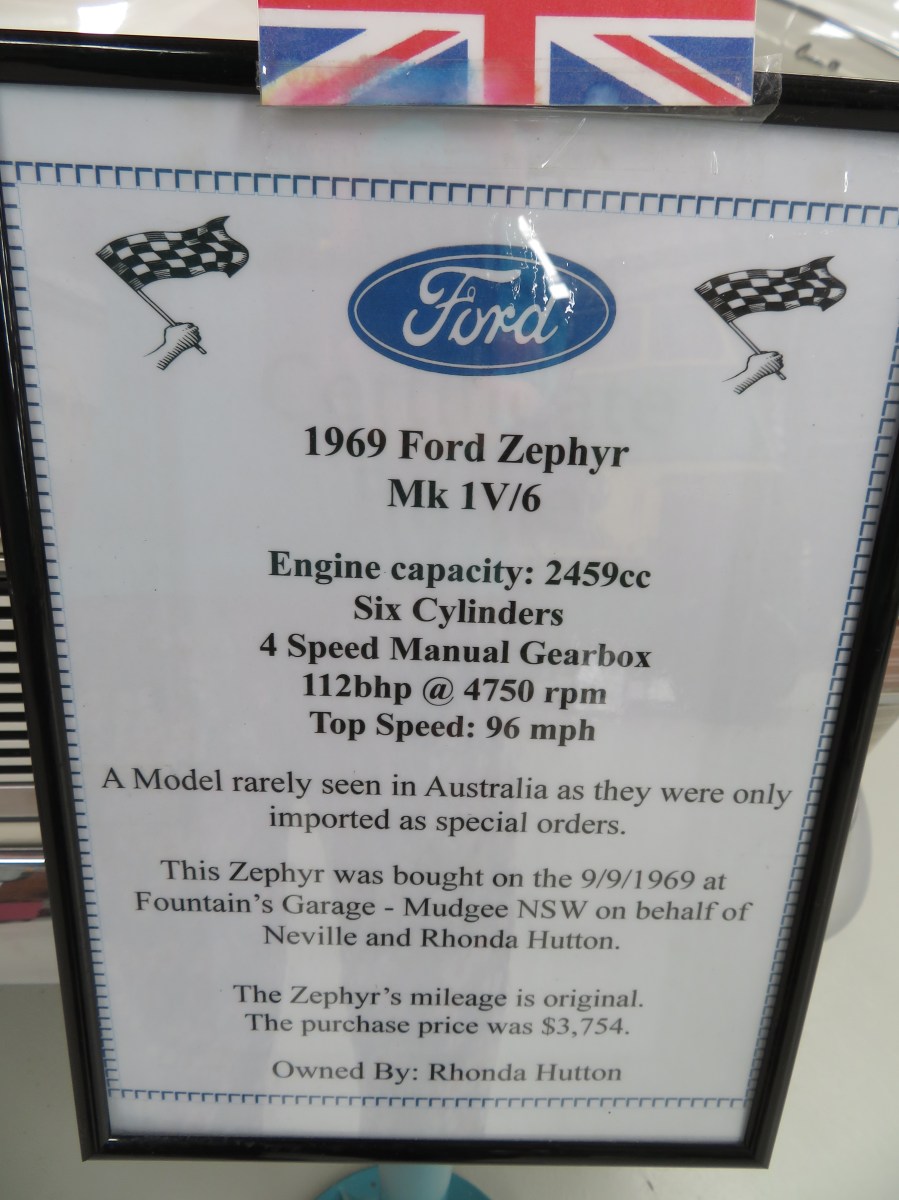 Ford
1969 Ford Zephyr
Mk 1V/6
Engine capacity: 2459cc
Six Cylinders
4 Speed Manual Gearbox
112bhp @ 4750 rpm
Top Speed: 96 mph
A Model rarely seen in Australia as they were only
imported as special orders.
This Zephyr was bought on the 9/9/1969 at
Fountain's Garage - Mudgee NSW on behalf of
Neville and Rhonda Hutton.
The Zephyr's mileage is original.
The purchase price was $3,754.
Owned By: Rhonda Hutton